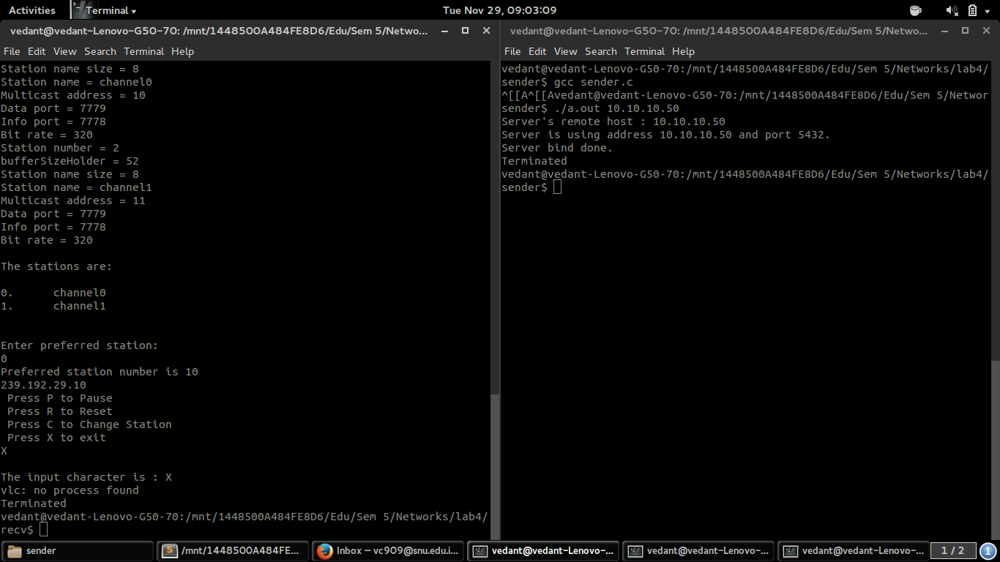 Activities Terminal Tue Nov 29, 09:03:09
vedant@vedant-Lenovo-G50-70: /mnt/1448500A484FE8D6/Edu/Sem 5/Netwo...
File Edit View Search Terminal Help
Station name size = 8
Station name = channel0
Multicast address = 10
Data port = 7779
Info port = 7778
Bit rate = 320
Station number = 2
bufferSizeHolder = 52
Station name size = 8
Station name = channel1
Multicast address = 11
Data port = 7779
Info port = 7778
Bit rate = 320
The stations are:
0. channel0
1. channel1
Enter preferred station:
0
Preferred station number is 10
239.192.29.10
Press P to Pause
Press R to Reset
Press C to Change Station
Press X to exit
X
The input character is : X
vlc: no process found
Terminated
vedant@vedant-Lenovo-G50-70:/mnt/1448500A484FE8D6/Edu/Sem 5/Networks/lab4/
recv$
vedant@vedant-Lenovo-G50-70: /mnt/1448500A484FE8D6/Edu/Sem 5/Netwo...
File Edit View Search Terminal Help
vedant@vedant-Lenovo-G50-70:/mnt/1448500A484FE8D6/Edu/Sem 5/Networks/lab4/
sender$ gcc sender.c
^[[A^[[Avedant@vedant-Lenovo-G50-70:/mnt/1448500A484FE8D6/Edu/Sem 5/Networ
sender$ ./a.out 10.10.10.50
Server's remote host : 10.10.10.50
Server is using address 10.10.10.50 and port 5432.
Server bind done.
Terminated
vedant@vedant-Lenovo-G50-70:/mnt/1448500A484FE8D6/Edu/Sem 5/Networks/lab4/
sender$
sender /mnt/1448500A484FE... Inbox – vc909@snu.edu.i... vedant@vedant-Lenovo-... vedant@vedant-Lenovo-... vedant@vedant-Lenovo-... 1 / 2 1